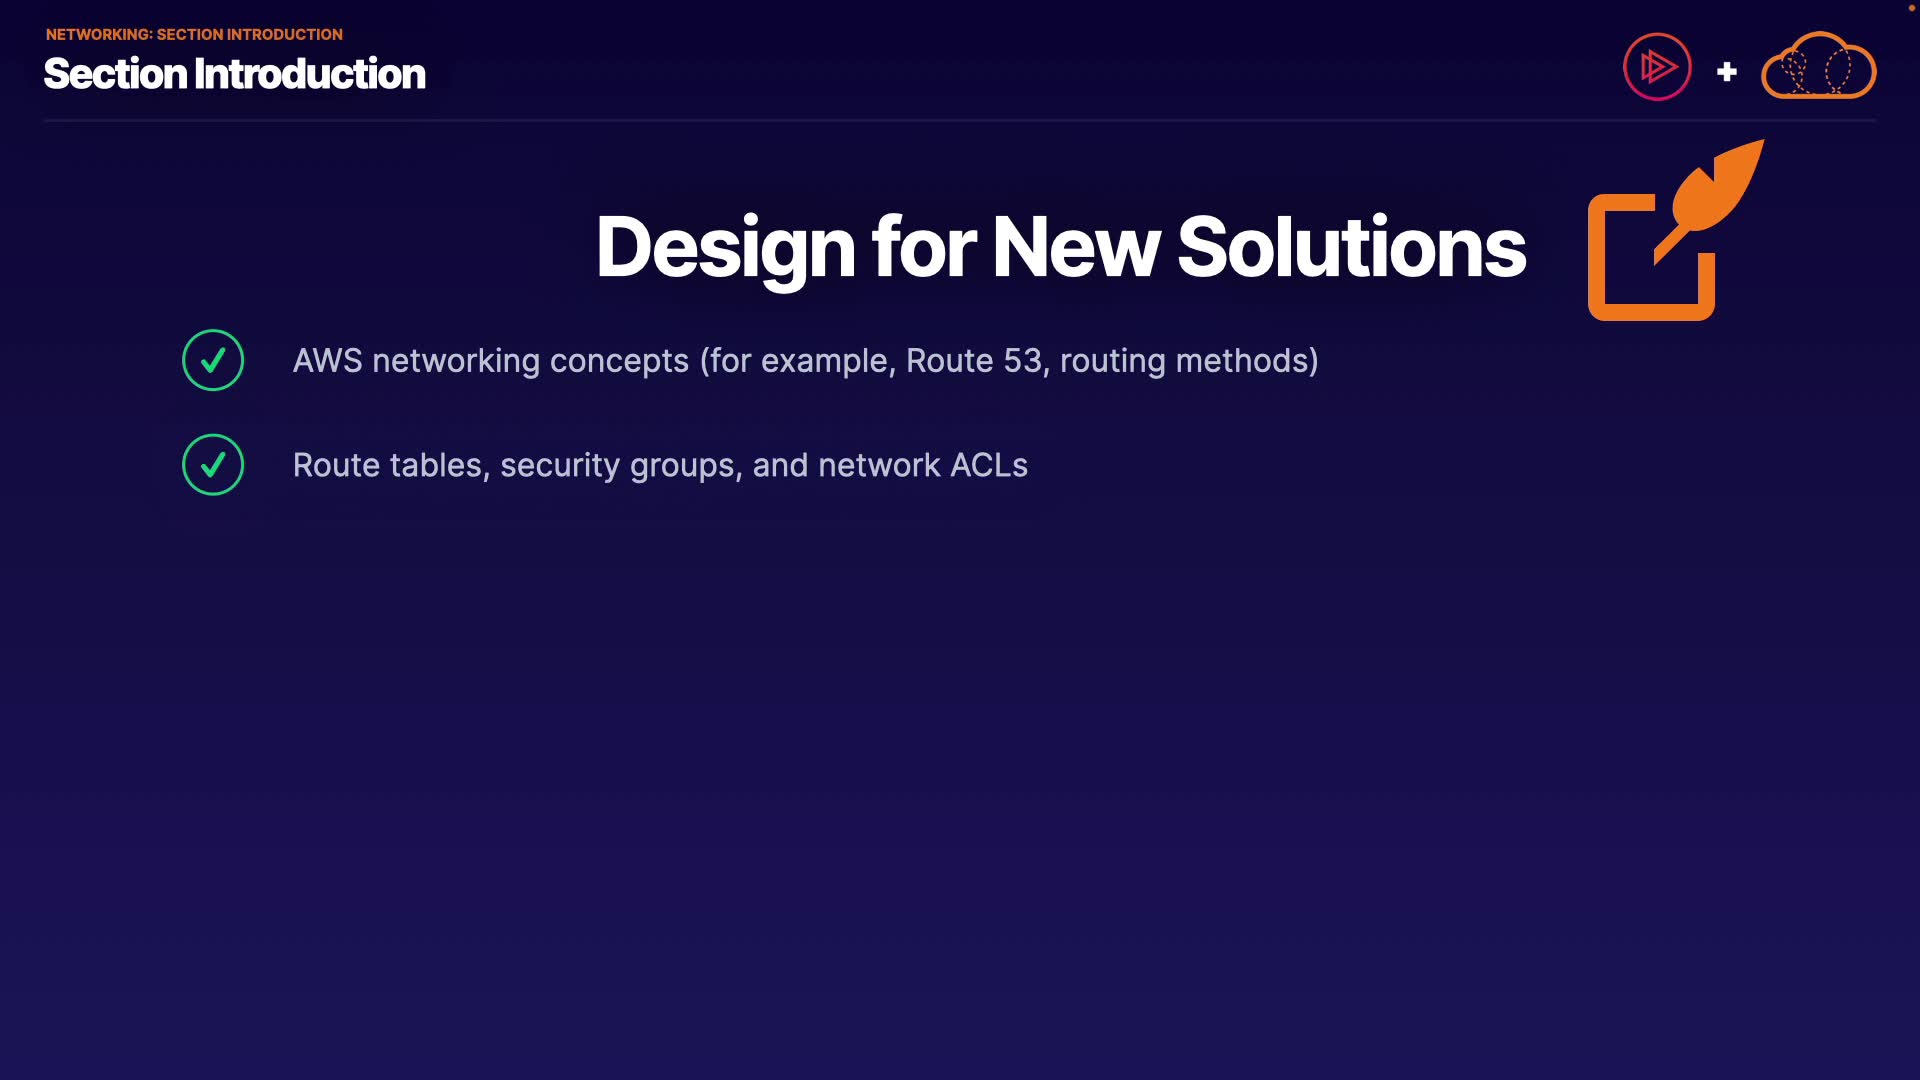 NETWORKING: SECTION INTRODUCTION
Section Introduction
Design for New Solutions
AWS networking concepts (for example, Route 53, routing methods)
Route tables, security groups, and network ACLs